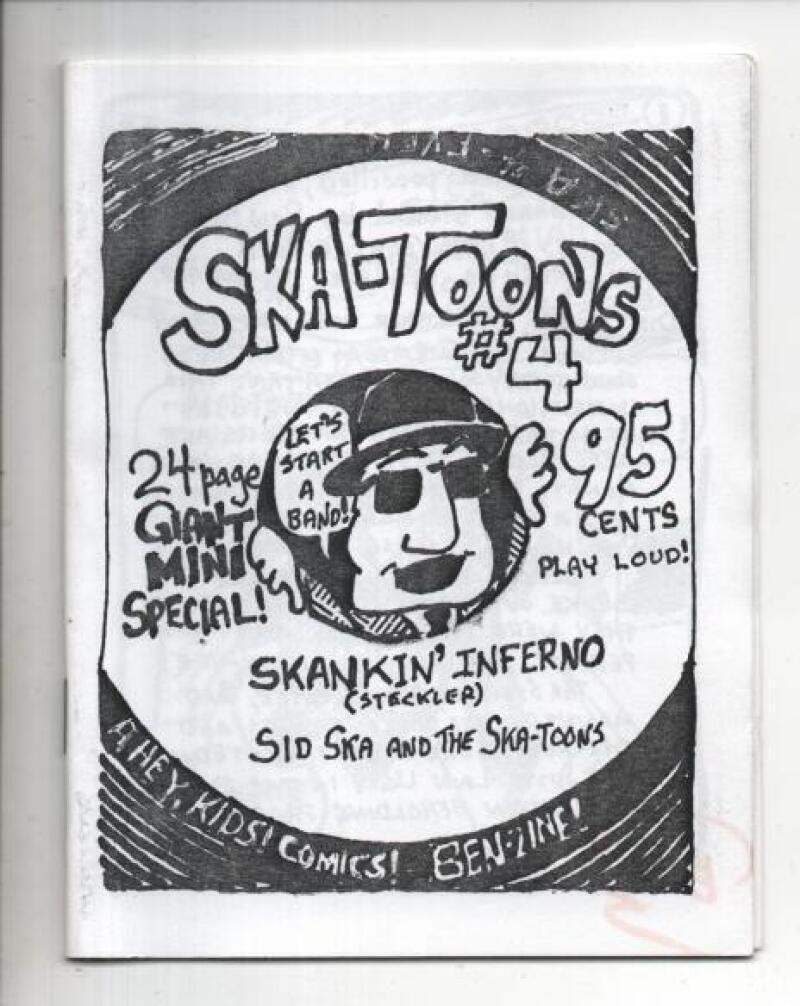 SKA-TOONS
#4
LET'S
START
A
BAND!
24 page
GIANT
MINI
SPECIAL!
95
CENTS
PLAY LOUD!
SKANKIN' INFERNO
(STECKLER)
SID SKA AND THE SKA-TOONS
A HEY, KIDS! COMICS! BEN-ZINE!